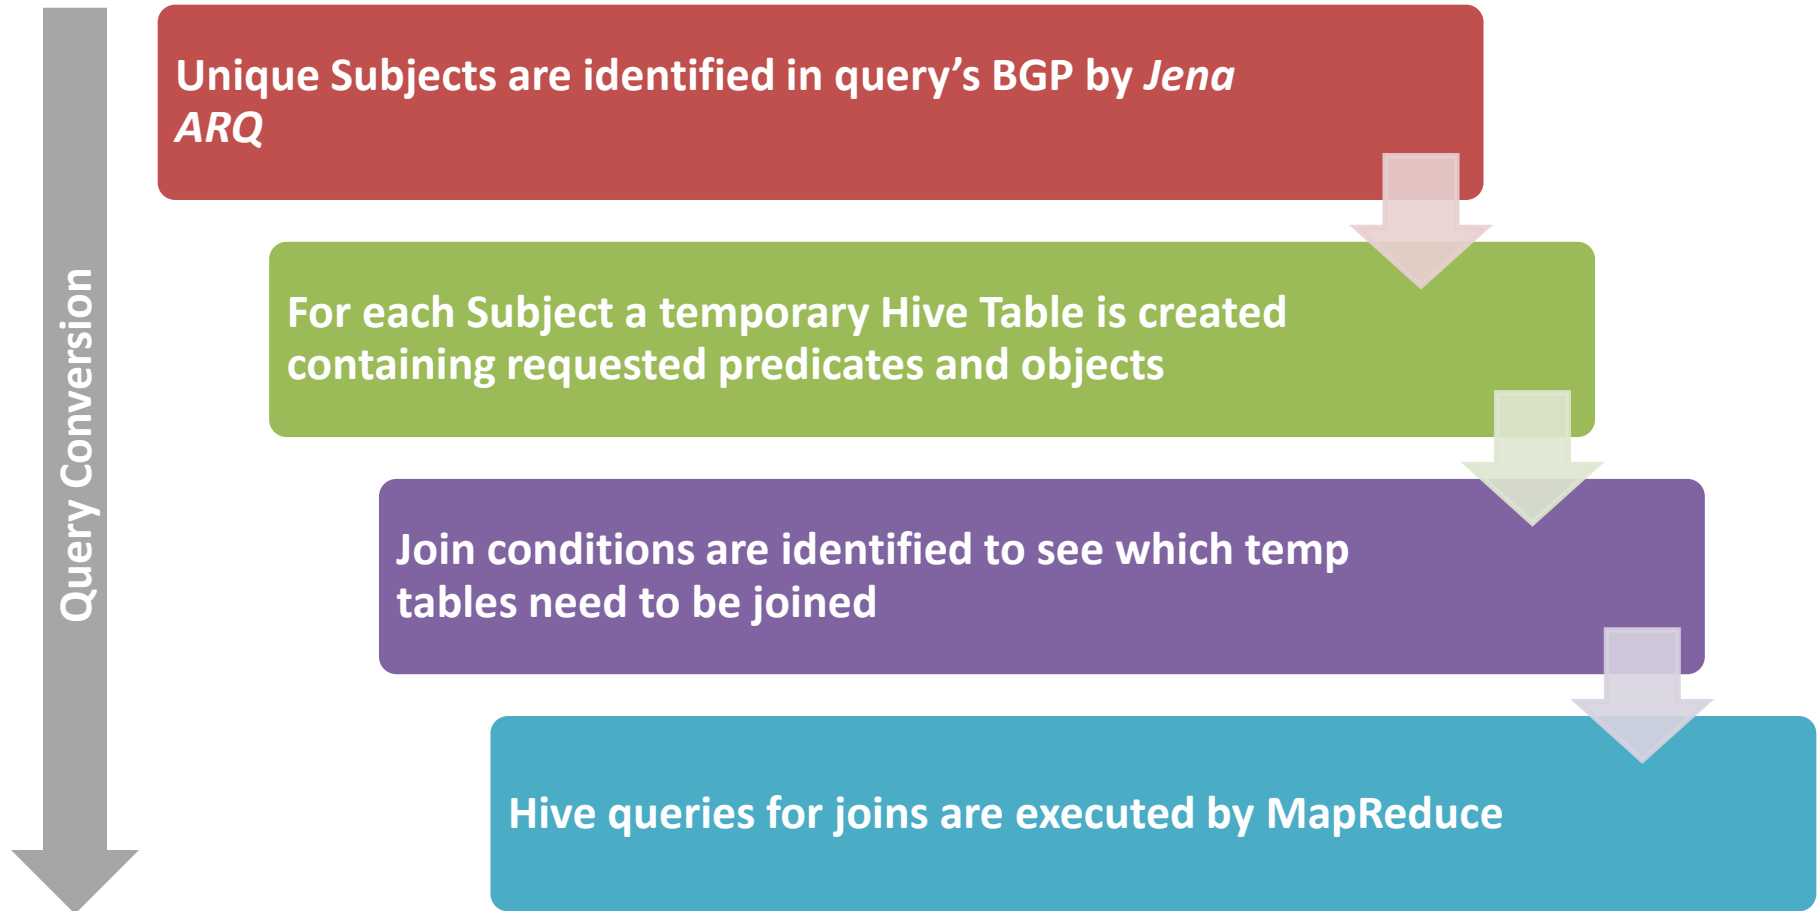 Query Conversion
Unique Subjects are identified in query’s BGP by Jena
ARQ
For each Subject a temporary Hive Table is created
containing requested predicates and objects
Join conditions are identified to see which temp
tables need to be joined
Hive queries for joins are executed by MapReduce